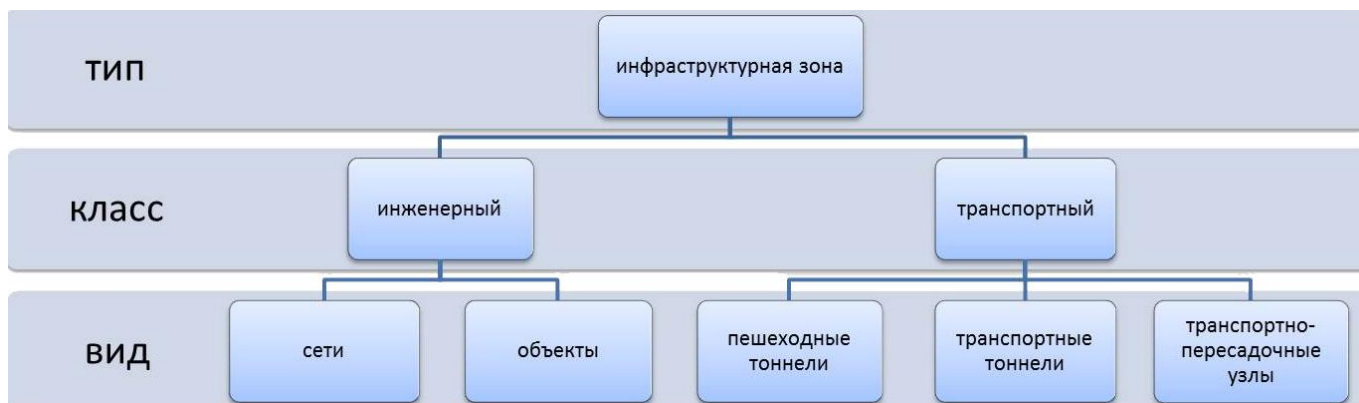 тип
инфраструктурная зона
класс
инженерный
транспортный
вид
сети
объекты
пешеходные
тоннели
транспортные
тоннели
транспортно-
пересадочные
узлы